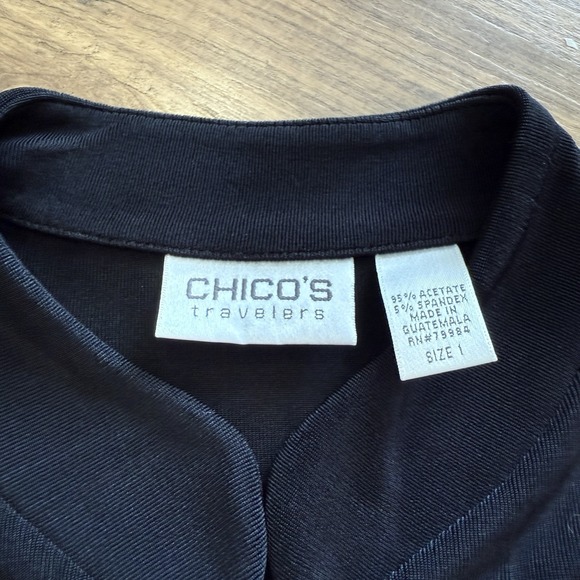 CHICO'S
travelers
95% ACETATE
5% SPANDEX
MADE IN
GUATEMALA
RN#79984
SIZE 1